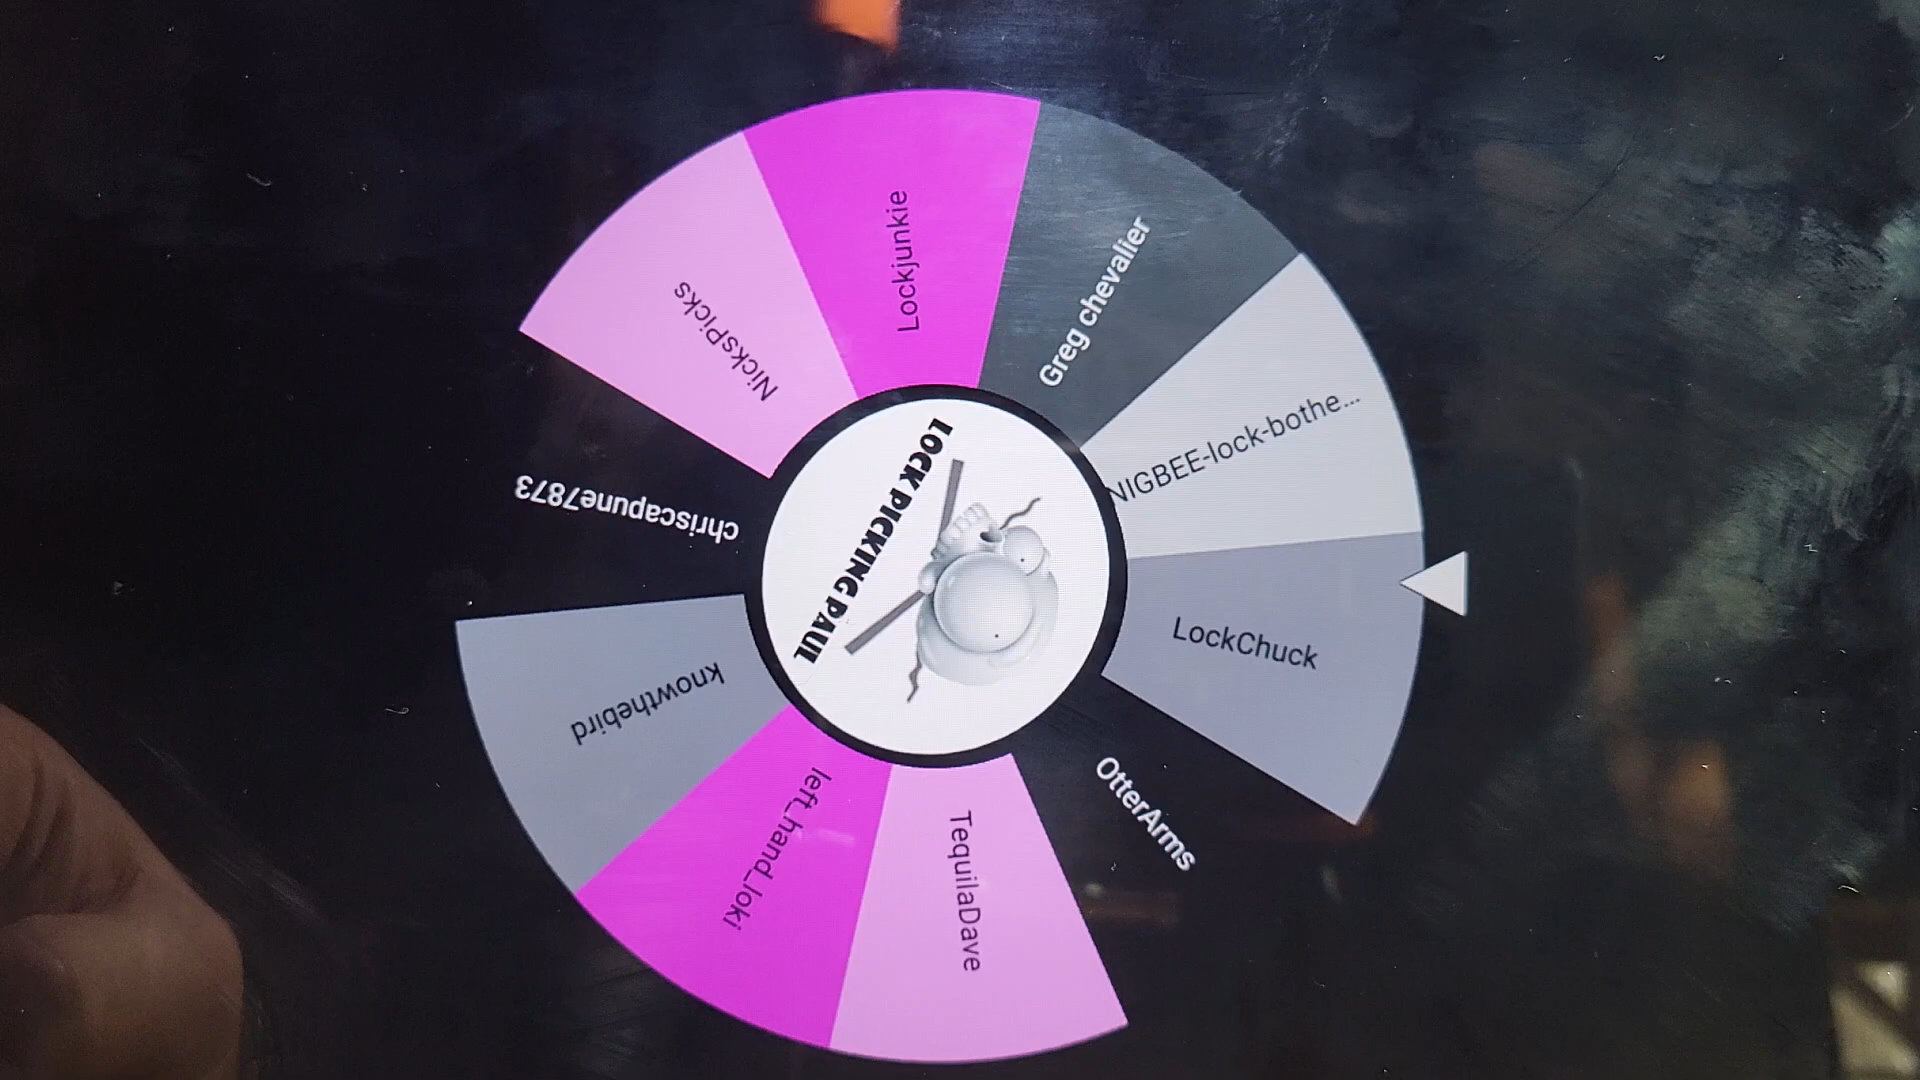 Lockjunkie
Greg chevalier
NIGBEE-lock-bothe...
LockChuck
OtterArms
TequilaDave
left_hand_loki
knowthebird
chriscapune7873
NicksPicks
LOCK PICKING PAUL